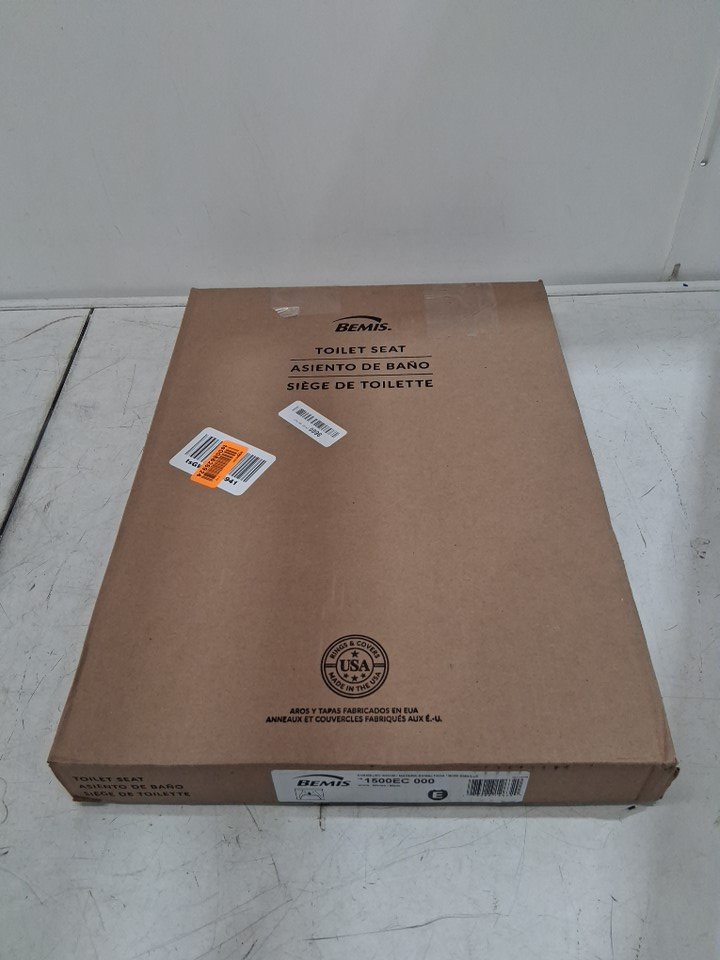 BEMIS.
TOILET SEAT
ASIENTO DE BAÑO
SIÈGE DE TOILETTE
RINGS & COVERS
USA
MADE IN THE USA
AROS Y TAPAS FABRICADOS EN EUA
ANNEAUX ET COUVERCLES FABRIQUÉS AUX É.-U.
TOILET SEAT
ASIENTO DE BAÑO
SIÈGE DE TOILETTE
BEMIS
1500EC 000
E